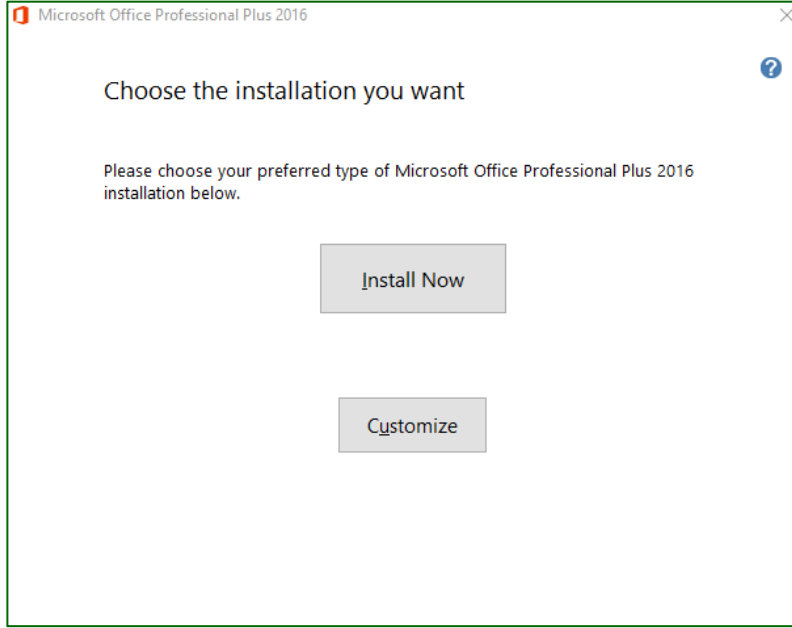 Microsoft Office Professional Plus 2016
?
Choose the installation you want
Please choose your preferred type of Microsoft Office Professional Plus 2016
installation below.
Install Now
Customize